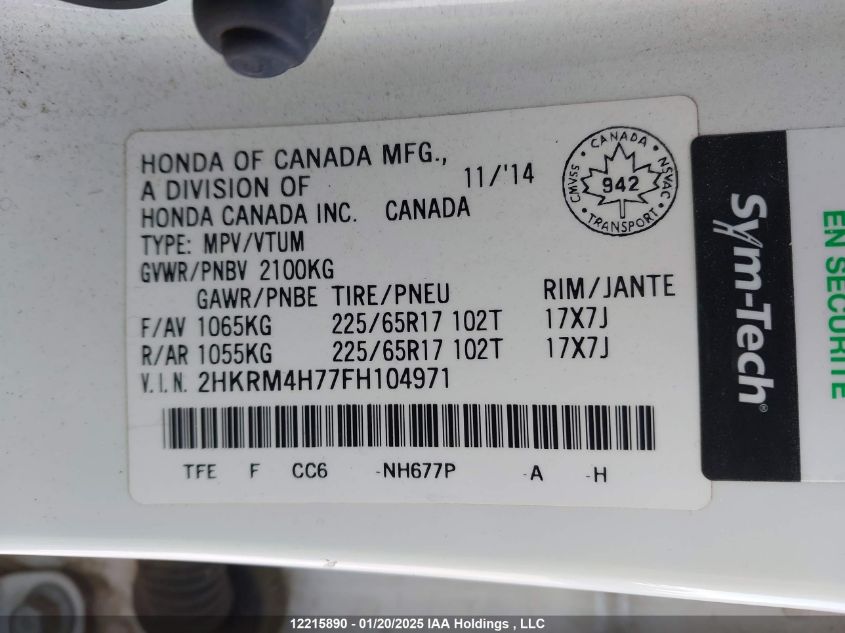 HONDA OF CANADA MFG.,
A DIVISION OF 11/'14
HONDA CANADA INC. CANADA
TYPE: MPV/VTUM
GVWR/PNBV 2100KG
GAWR/PNBE TIRE/PNEU RIM/JANTE
F/AV 1065KG 225/65R17 102T 17X7J
R/AR 1055KG 225/65R17 102T 17X7J
V.I.N. 2HKRM4H77FH104971
TFE F CC6 -NH677P -A -H
CANADA
CMVSS 942 NSVAC
TRANSPORT
Sym-Tech®
EN SÉCURITÉ
12215890 - 01/20/2025 IAA Holdings , LLC